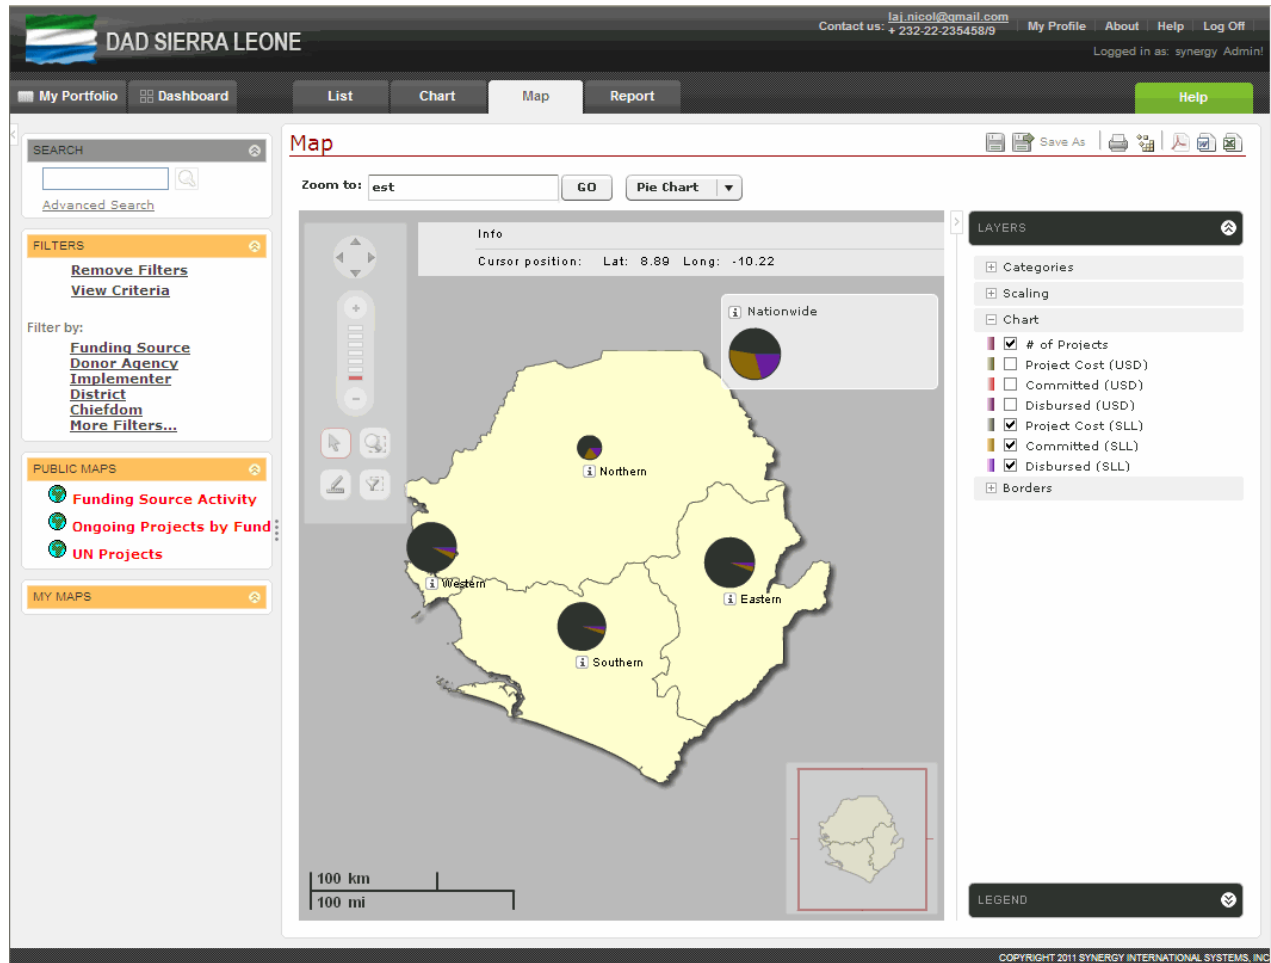 DAD SIERRA LEONE
Contact us: laj.nicol@gmail.com
+ 232-22-235458/9
My Profile About Help Log Off
Logged in as: synergy Admin!
My Portfolio Dashboard List Chart Map Report Help
SEARCH
Advanced Search
FILTERS
Remove Filters
View Criteria
Filter by:
Funding Source
Donor Agency
Implementer
District
Chiefdom
More Filters...
PUBLIC MAPS
Funding Source Activity
Ongoing Projects by Fund
UN Projects
MY MAPS
Map
Save As
Zoom to: est GO Pie Chart
Info
Cursor position: Lat: 8.89 Long: -10.22
Nationwide
Northern
Western
Eastern
Southern
100 km
100 mi
LAYERS
Categories
Scaling
Chart
# of Projects
Project Cost (USD)
Committed (USD)
Disbursed (USD)
Project Cost (SLL)
Committed (SLL)
Disbursed (SLL)
Borders
LEGEND
COPYRIGHT 2011 SYNERGY INTERNATIONAL SYSTEMS, INC